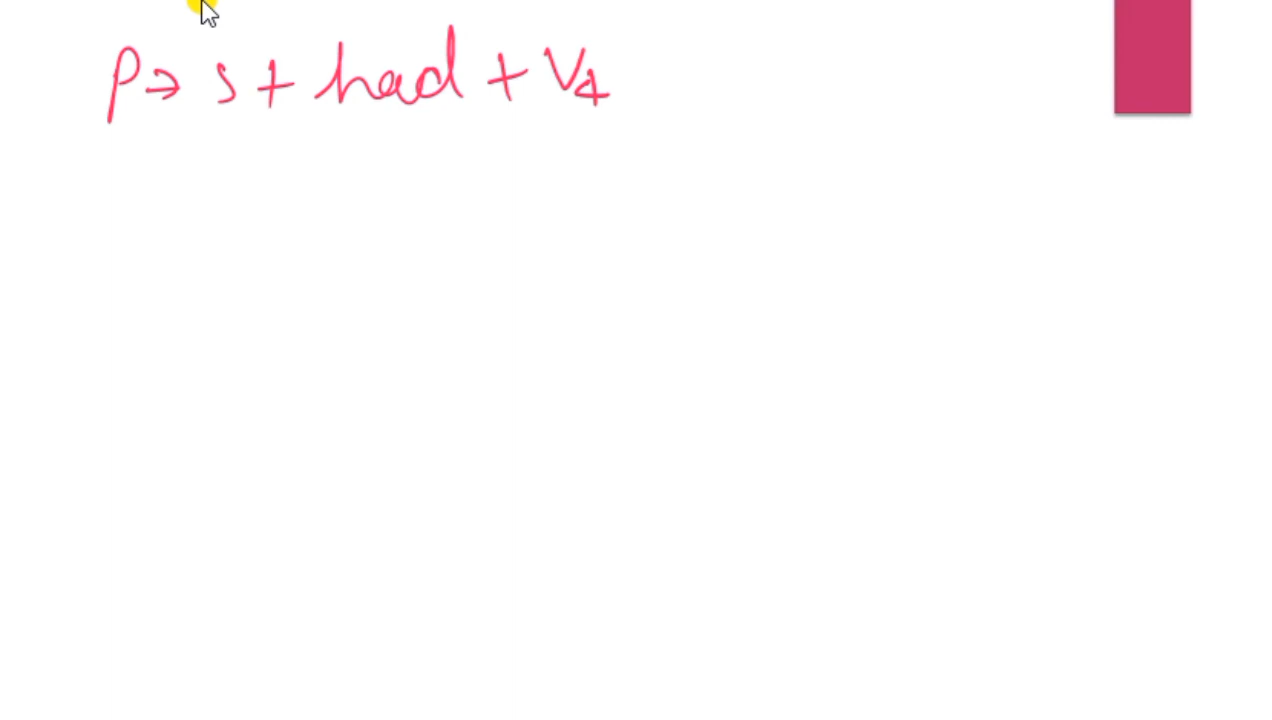 P→ s + had + V4